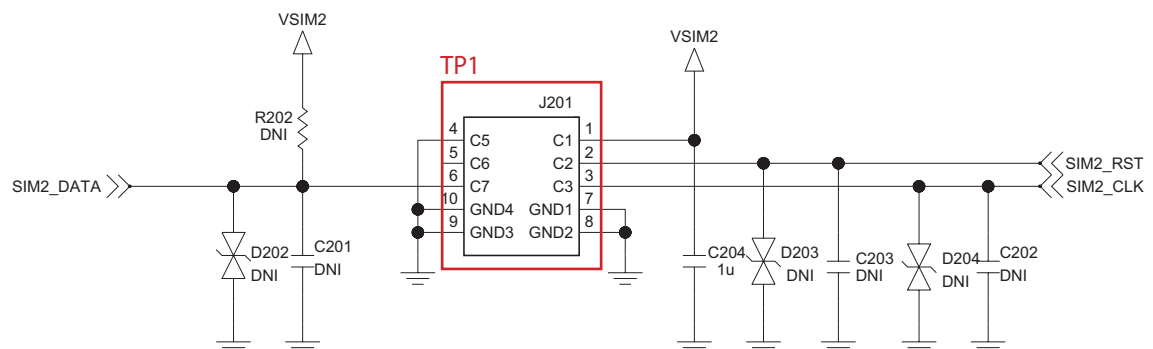 VSIM2
VSIM2
TP1
J201
R202
DNI
4
C5
C1
1
5
C6
C2
2
SIM2_RST
SIM2_DATA
6
C7
C3
3
SIM2_CLK
10
GND4
GND1
7
9
GND3
GND2
8
D202
DNI
C201
DNI
C204
1u
D203
DNI
C203
DNI
D204
DNI
C202
DNI